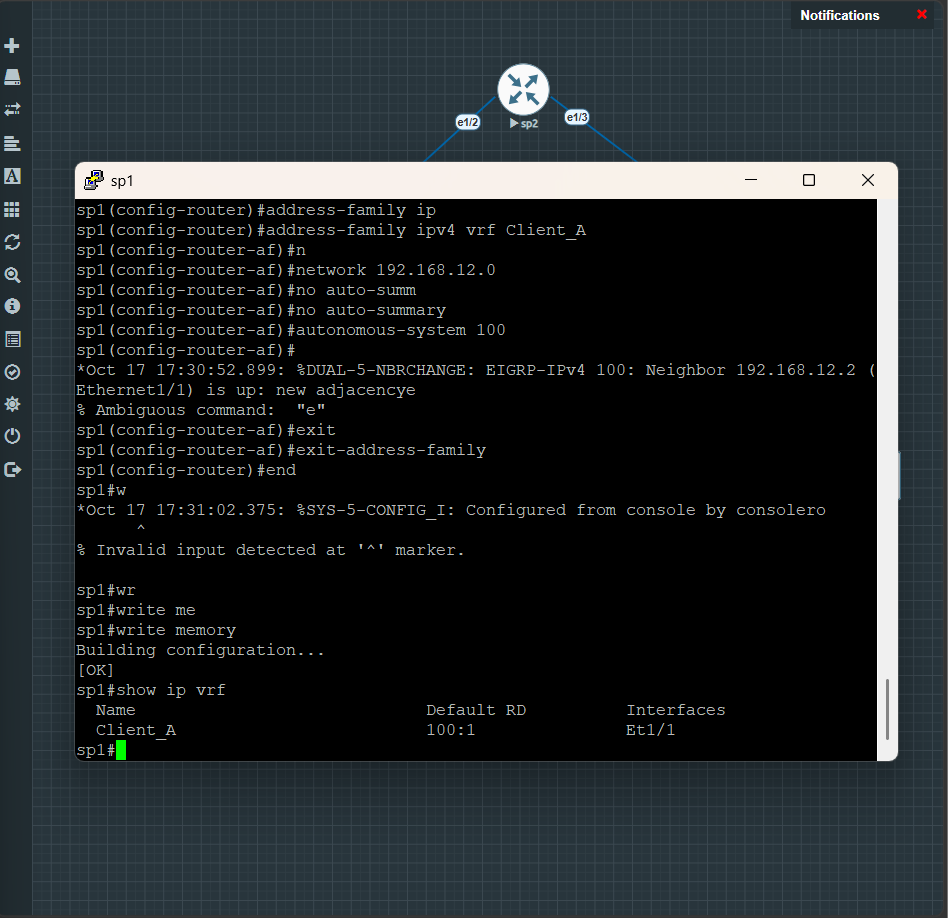 Notifications
e1/2
e1/3
sp2
sp1
sp1(config-router)#address-family ip
sp1(config-router)#address-family ipv4 vrf Client_A
sp1(config-router-af)#n
sp1(config-router-af)#network 192.168.12.0
sp1(config-router-af)#no auto-summ
sp1(config-router-af)#no auto-summary
sp1(config-router-af)#autonomous-system 100
sp1(config-router-af)#
*Oct 17 17:30:52.899: %DUAL-5-NBRCHANGE: EIGRP-IPv4 100: Neighbor 192.168.12.2 (
Ethernet1/1) is up: new adjacencye
% Ambiguous command:  "e"
sp1(config-router-af)#exit
sp1(config-router-af)#exit-address-family
sp1(config-router)#end
sp1#w
*Oct 17 17:31:02.375: %SYS-5-CONFIG_I: Configured from console by consolero
^
% Invalid input detected at '^' marker.
sp1#wr
sp1#write me
sp1#write memory
Building configuration...
[OK]
sp1#show ip vrf
Name Default RD Interfaces
Client_A 100:1 Et1/1
sp1#